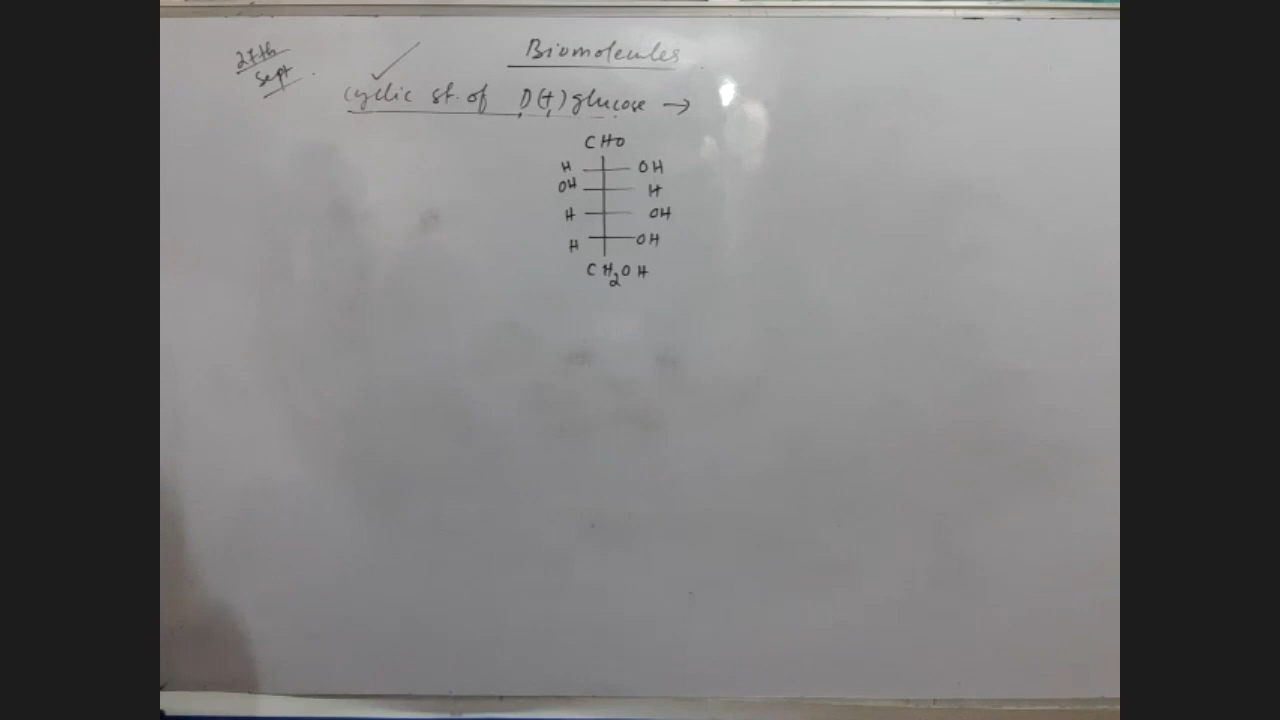 Biomolecules
27th
Sept.
cyclic st. of D(+) glucose →
CHO
H OH
OH H
H OH
H OH
CH2OH